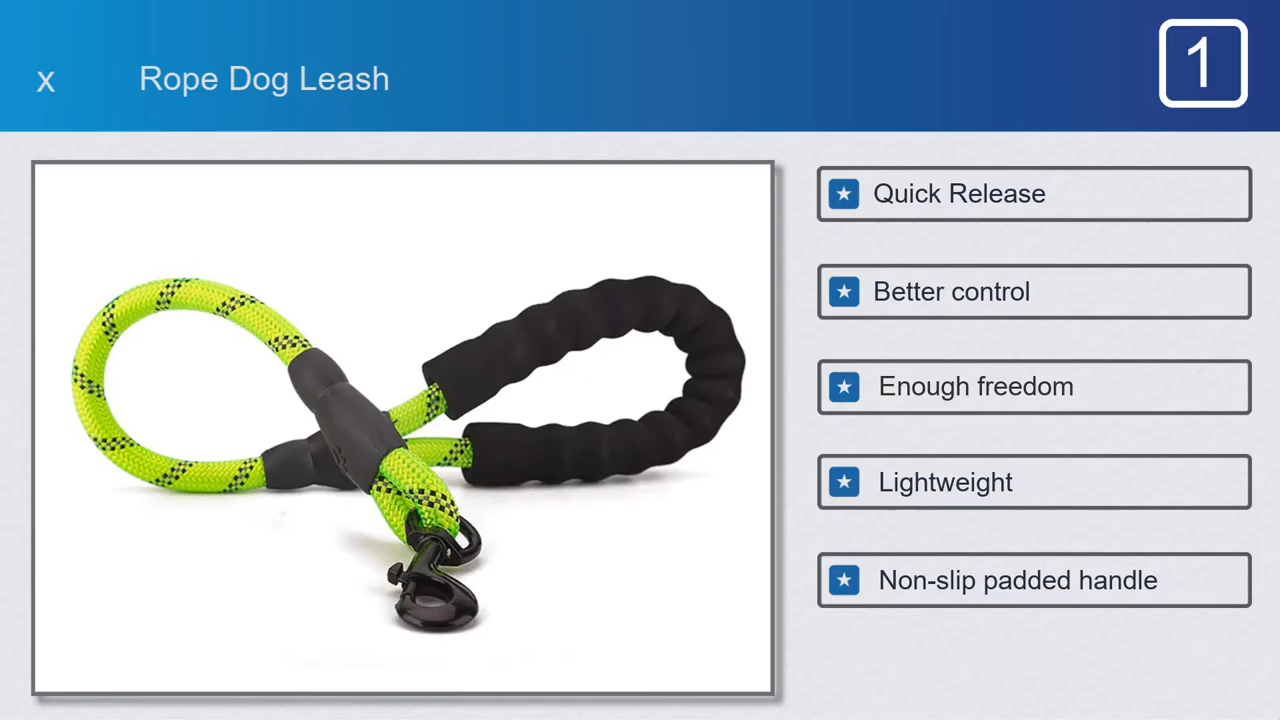 x Rope Dog Leash
1
Quick Release
Better control
Enough freedom
Lightweight
Non-slip padded handle